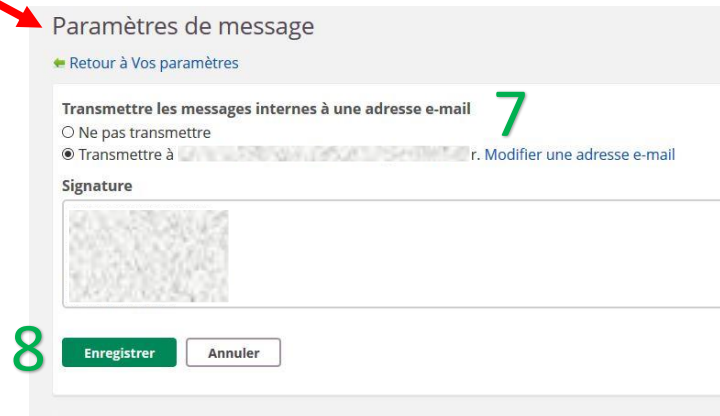 Paramètres de message
Retour à Vos paramètres
Transmettre les messages internes à une adresse e-mail
7
Ne pas transmettre
Transmettre à r. Modifier une adresse e-mail
Signature
8
Enregistrer Annuler